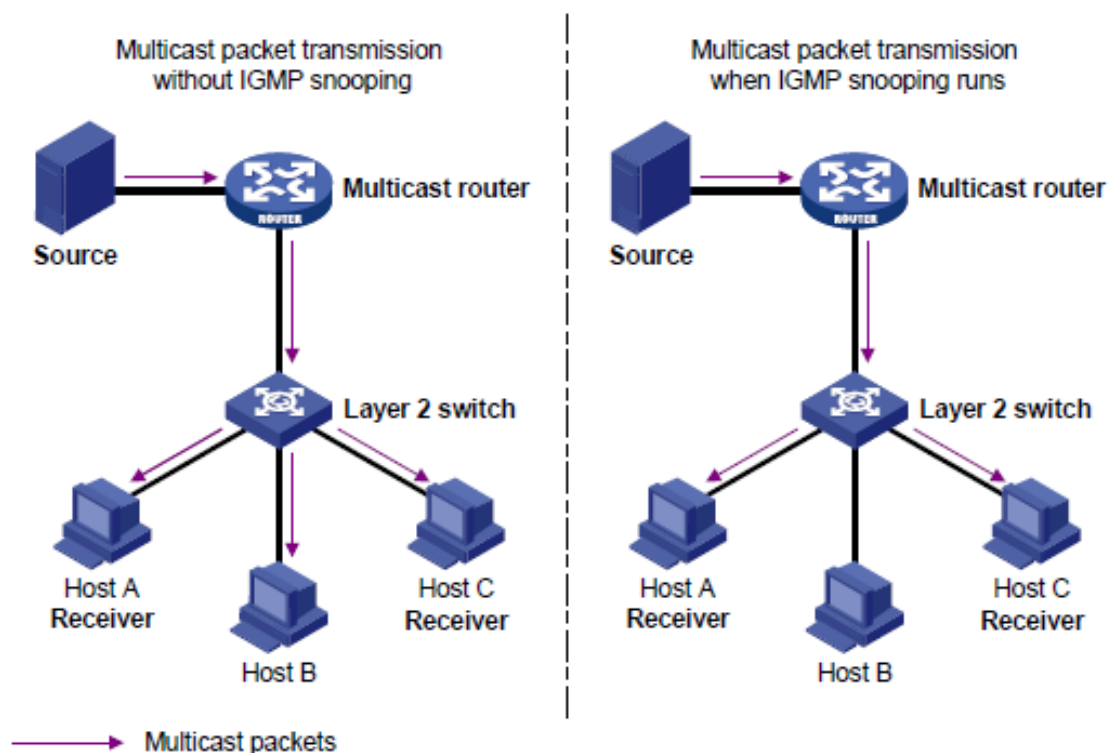 Multicast packet transmission
without IGMP snooping
Source
ROUTER
Multicast router
Layer 2 switch
Host A
Receiver
Host B
Host C
Receiver
Multicast packet transmission
when IGMP snooping runs
Source
ROUTER
Multicast router
Layer 2 switch
Host A
Receiver
Host B
Host C
Receiver
Multicast packets